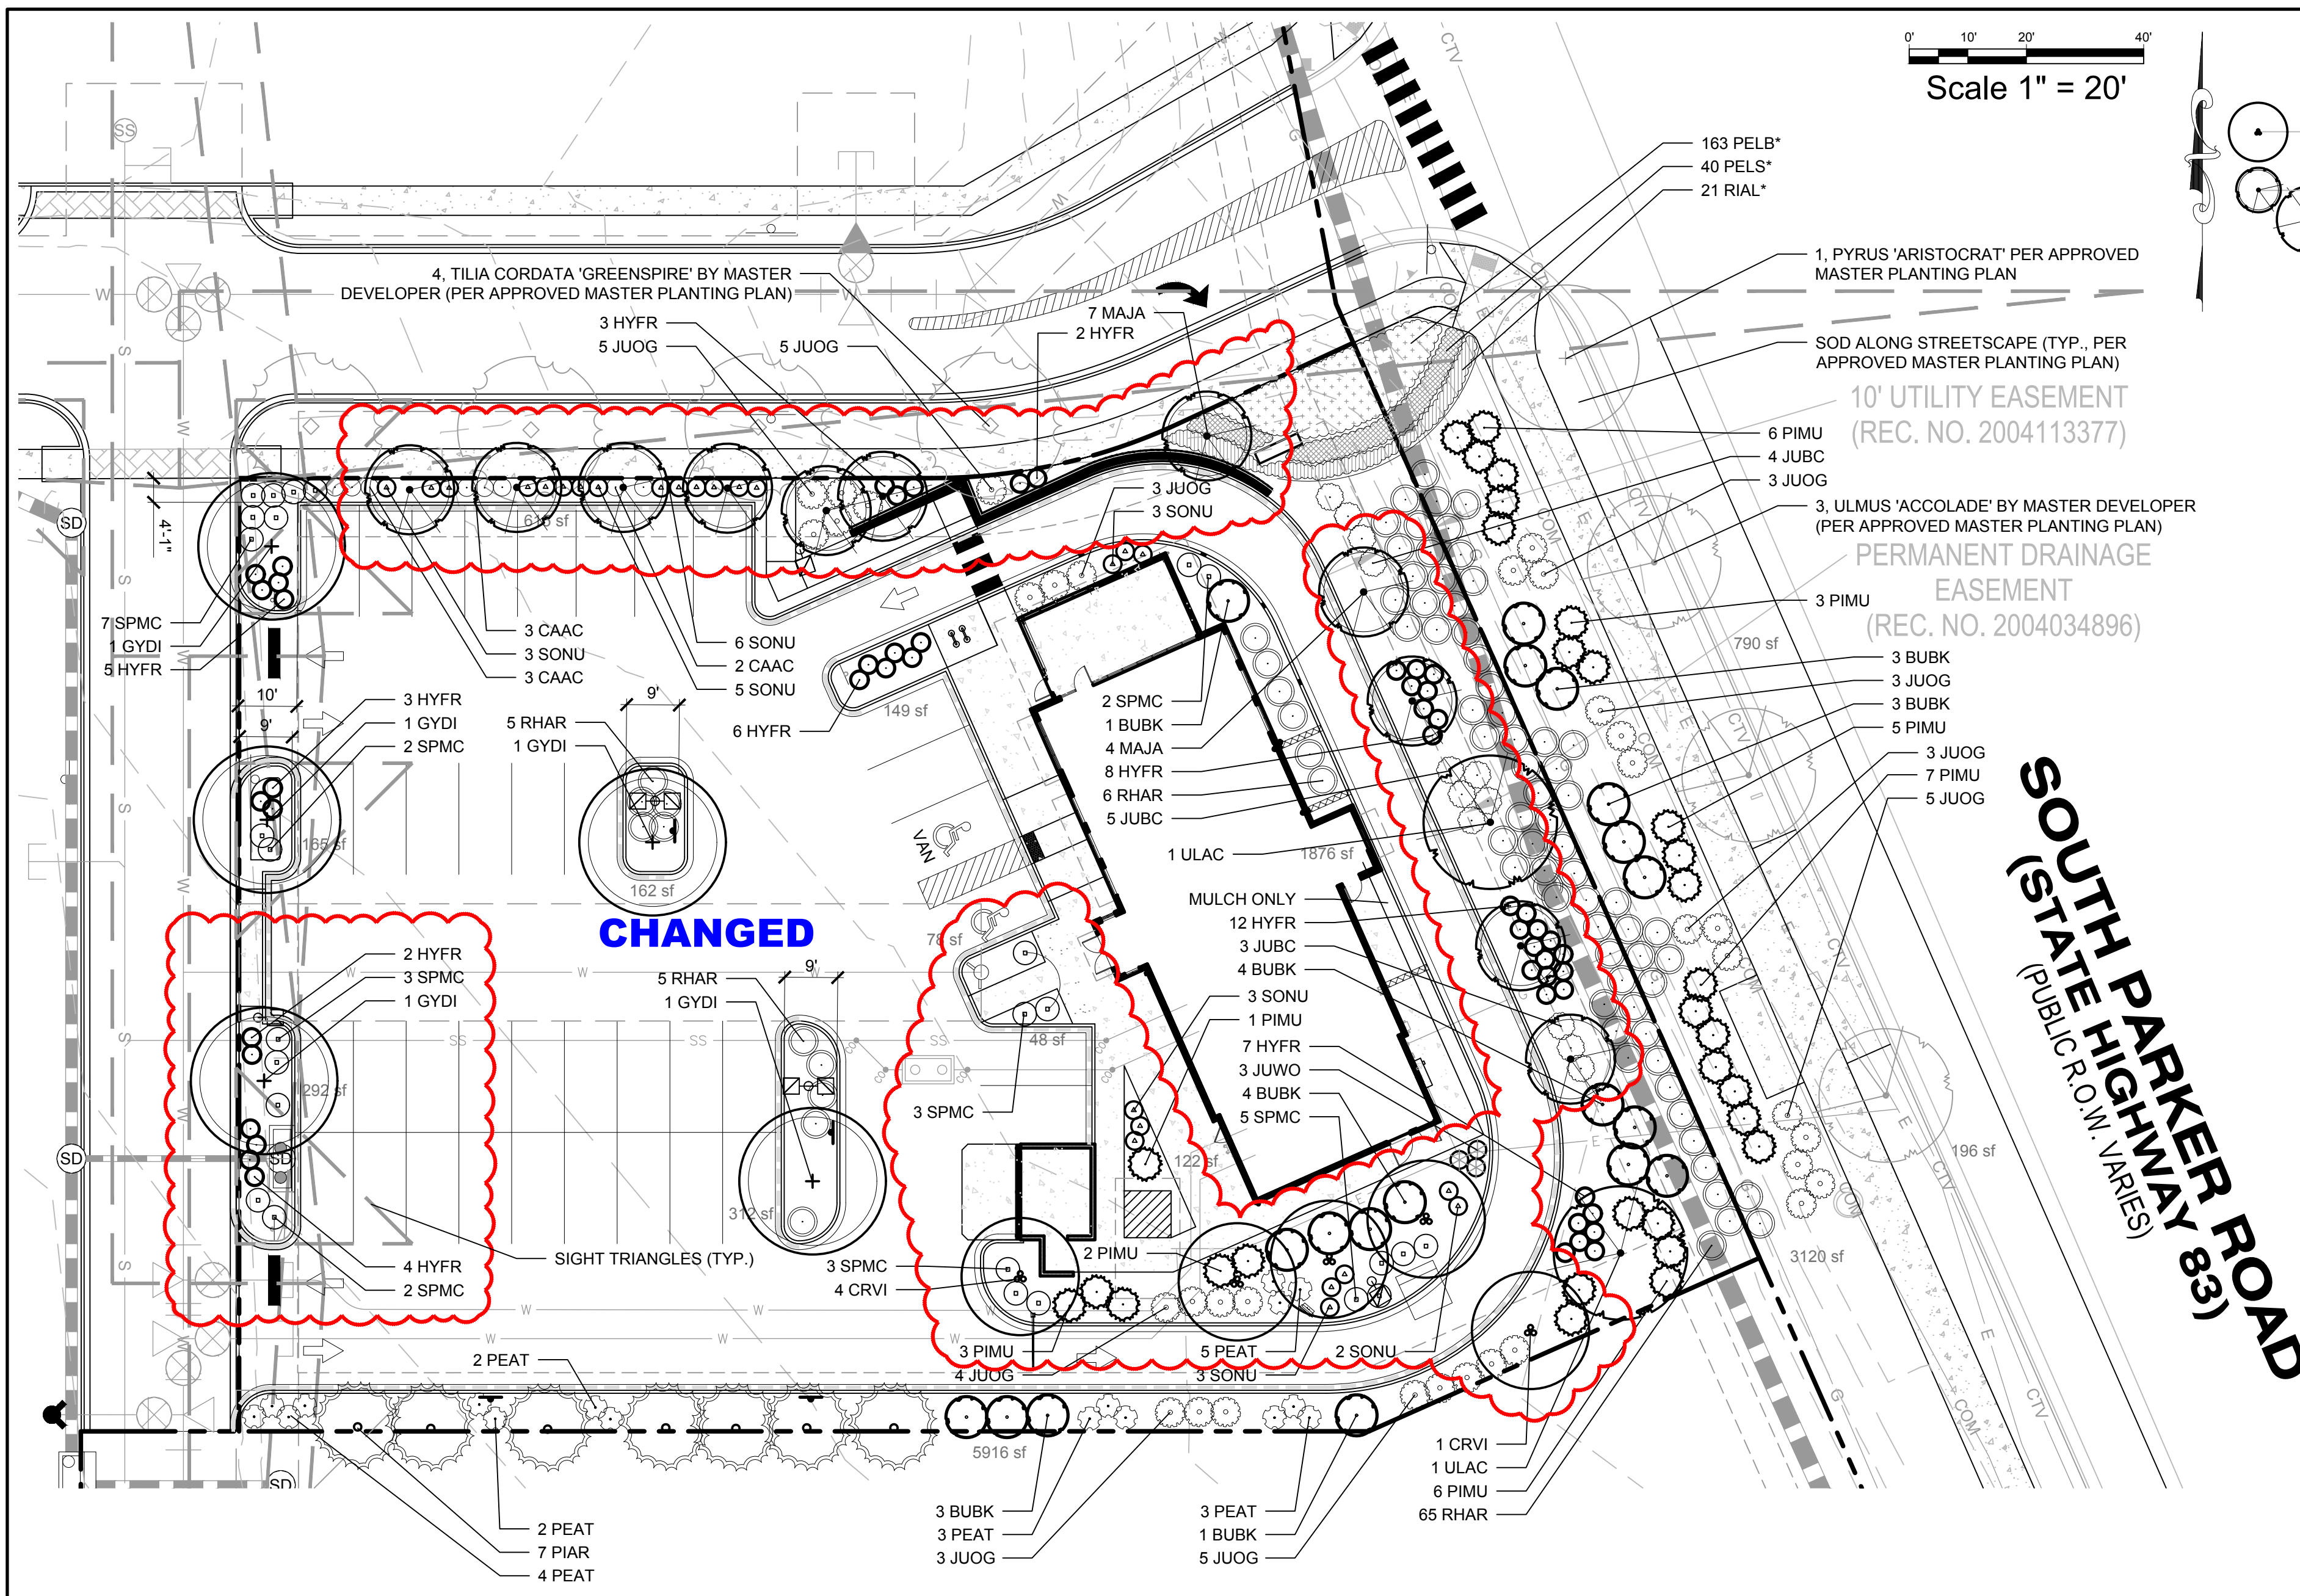 0' 10' 20' 40'
Scale 1" = 20'
163 PELB*
40 PELS*
21 RIAL*
1, PYRUS 'ARISTOCRAT' PER APPROVED
MASTER PLANTING PLAN
SOD ALONG STREETSCAPE (TYP., PER
APPROVED MASTER PLANTING PLAN)
10' UTILITY EASEMENT
(REC. NO. 2004113377)
6 PIMU
4 JUBC
3 JUOG
3, ULMUS 'ACCOLADE' BY MASTER DEVELOPER
(PER APPROVED MASTER PLANTING PLAN)
PERMANENT DRAINAGE
EASEMENT
(REC. NO. 2004034896)
3 PIMU
790 sf
3 BUBK
3 JUOG
3 BUBK
5 PIMU
3 JUOG
7 PIMU
5 JUOG
SOUTH PARKER ROAD
(STATE HIGHWAY 83)
(PUBLIC R.O.W. VARIES)
196 sf
3120 sf
4, TILIA CORDATA 'GREENSPIRE' BY MASTER
DEVELOPER (PER APPROVED MASTER PLANTING PLAN)
3 HYFR
5 JUOG
5 JUOG
7 MAJA
2 HYFR
3 JUOG
3 SONU
4'-1"
7 SPMC
1 GYDI
5 HYFR
3 CAAC
3 SONU
3 CAAC
6 SONU
2 CAAC
5 SONU
10'
9'
3 HYFR
1 GYDI
2 SPMC
165 sf
5 RHAR
1 GYDI
9'
162 sf
6 HYFR
149 sf
VAN
2 SPMC
1 BUBK
4 MAJA
8 HYFR
6 RHAR
5 JUBC
1 ULAC
1876 sf
MULCH ONLY
12 HYFR
3 JUBC
4 BUBK
3 SONU
1 PIMU
7 HYFR
3 JUWO
4 BUBK
5 SPMC
CHANGED
78 sf
48 sf
2 HYFR
3 SPMC
1 GYDI
292 sf
5 RHAR
1 GYDI
9'
312 sf
3 SPMC
122 sf
SIGHT TRIANGLES (TYP.)
4 HYFR
2 SPMC
3 SPMC
4 CRVI
2 PIMU
3 PIMU
4 JUOG
5 PEAT
3 SONU
2 SONU
2 PEAT
5916 sf
2 PEAT
7 PIAR
4 PEAT
3 BUBK
3 PEAT
3 JUOG
3 PEAT
1 BUBK
5 JUOG
1 CRVI
1 ULAC
6 PIMU
65 RHAR
SS
SD
SD
SD
SD
CTV
COM